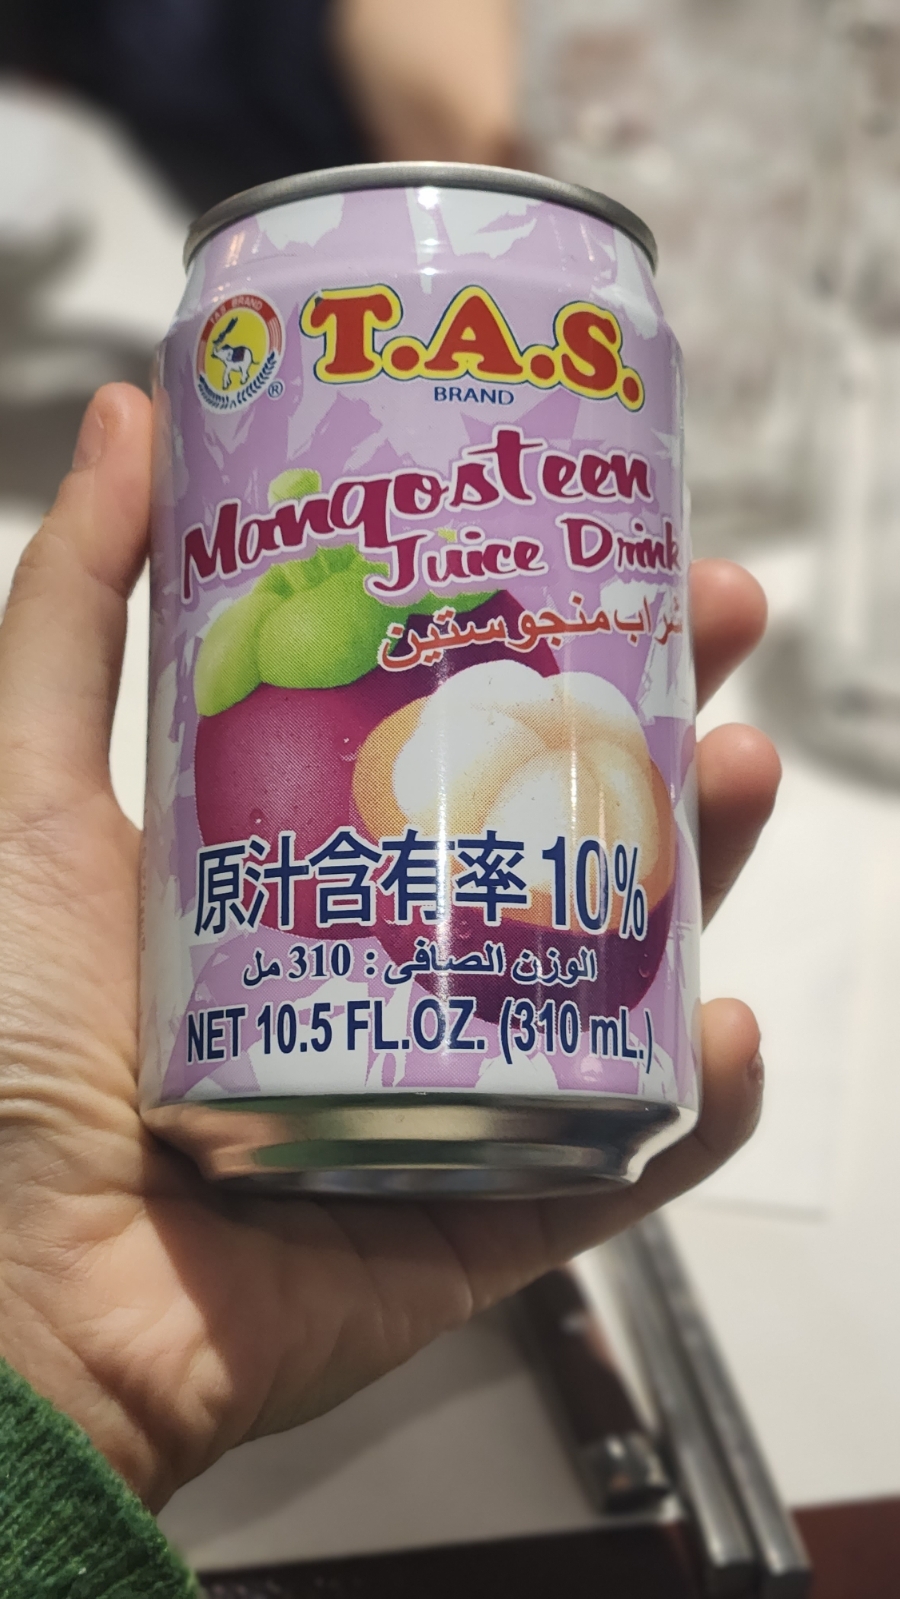 T.A.S. BRAND
®
T.A.S.
BRAND
Mangosteen
Juice Drink
شراب منجوستين
原汁含有率10%
الوزن الصافى : 310 مل
NET 10.5 FL.OZ. (310 mL.)